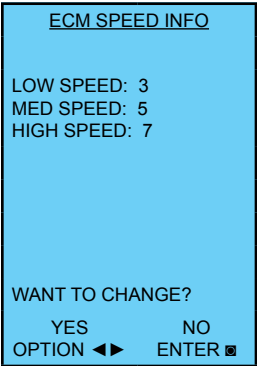 ECM SPEED INFO
LOW SPEED: 3
MED SPEED: 5
HIGH SPEED: 7
WANT TO CHANGE?
YES NO
OPTION ◄► ENTER ◙